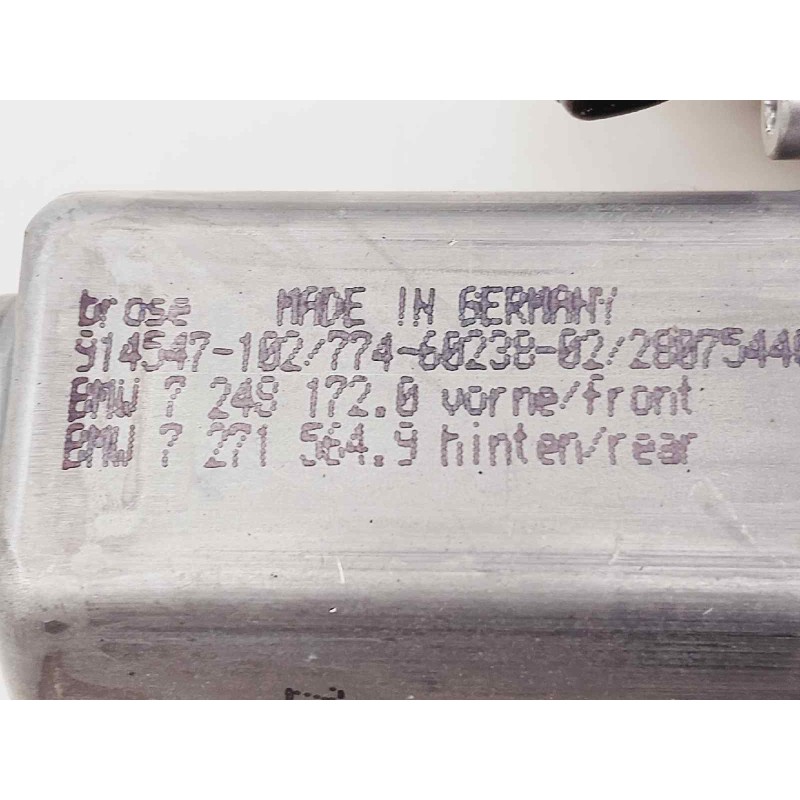 brose MADE IN GERMANY
914547-102/774-60238-02/28075448
BMW 7 249 172.0 vorne/front
BMW 7 271 564.9 hinten/rear